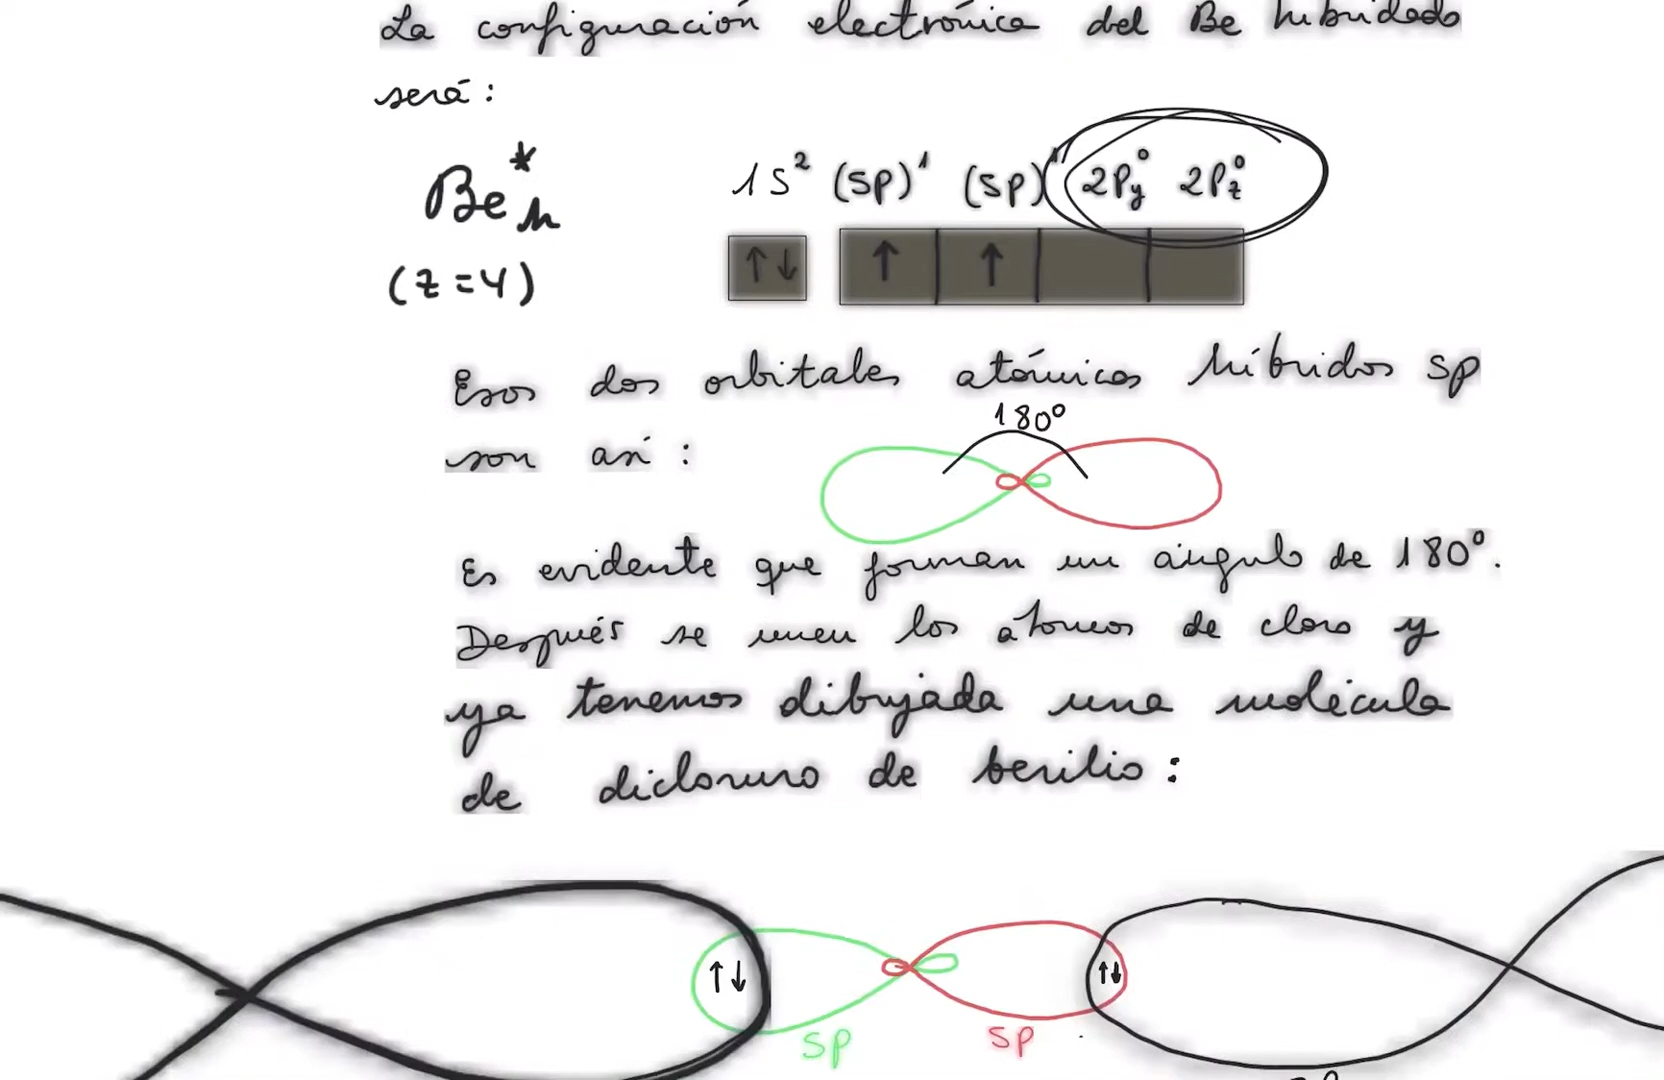 La configuración electrónica del Be hibridado
será:
Be*h 1s² (sp)¹ (sp)¹ 2Py⁰ 2Pz⁰
(Z=4) ↑↓ ↑ ↑
Esos dos orbitales atómicos híbridos sp
180º
son así:
Es evidente que forman un ángulo de 180º.
Después se unen los átomos de cloro y
ya tenemos dibujada una molécula
de dicloruro de berilio:
↑↓ ↑↓
sp sp